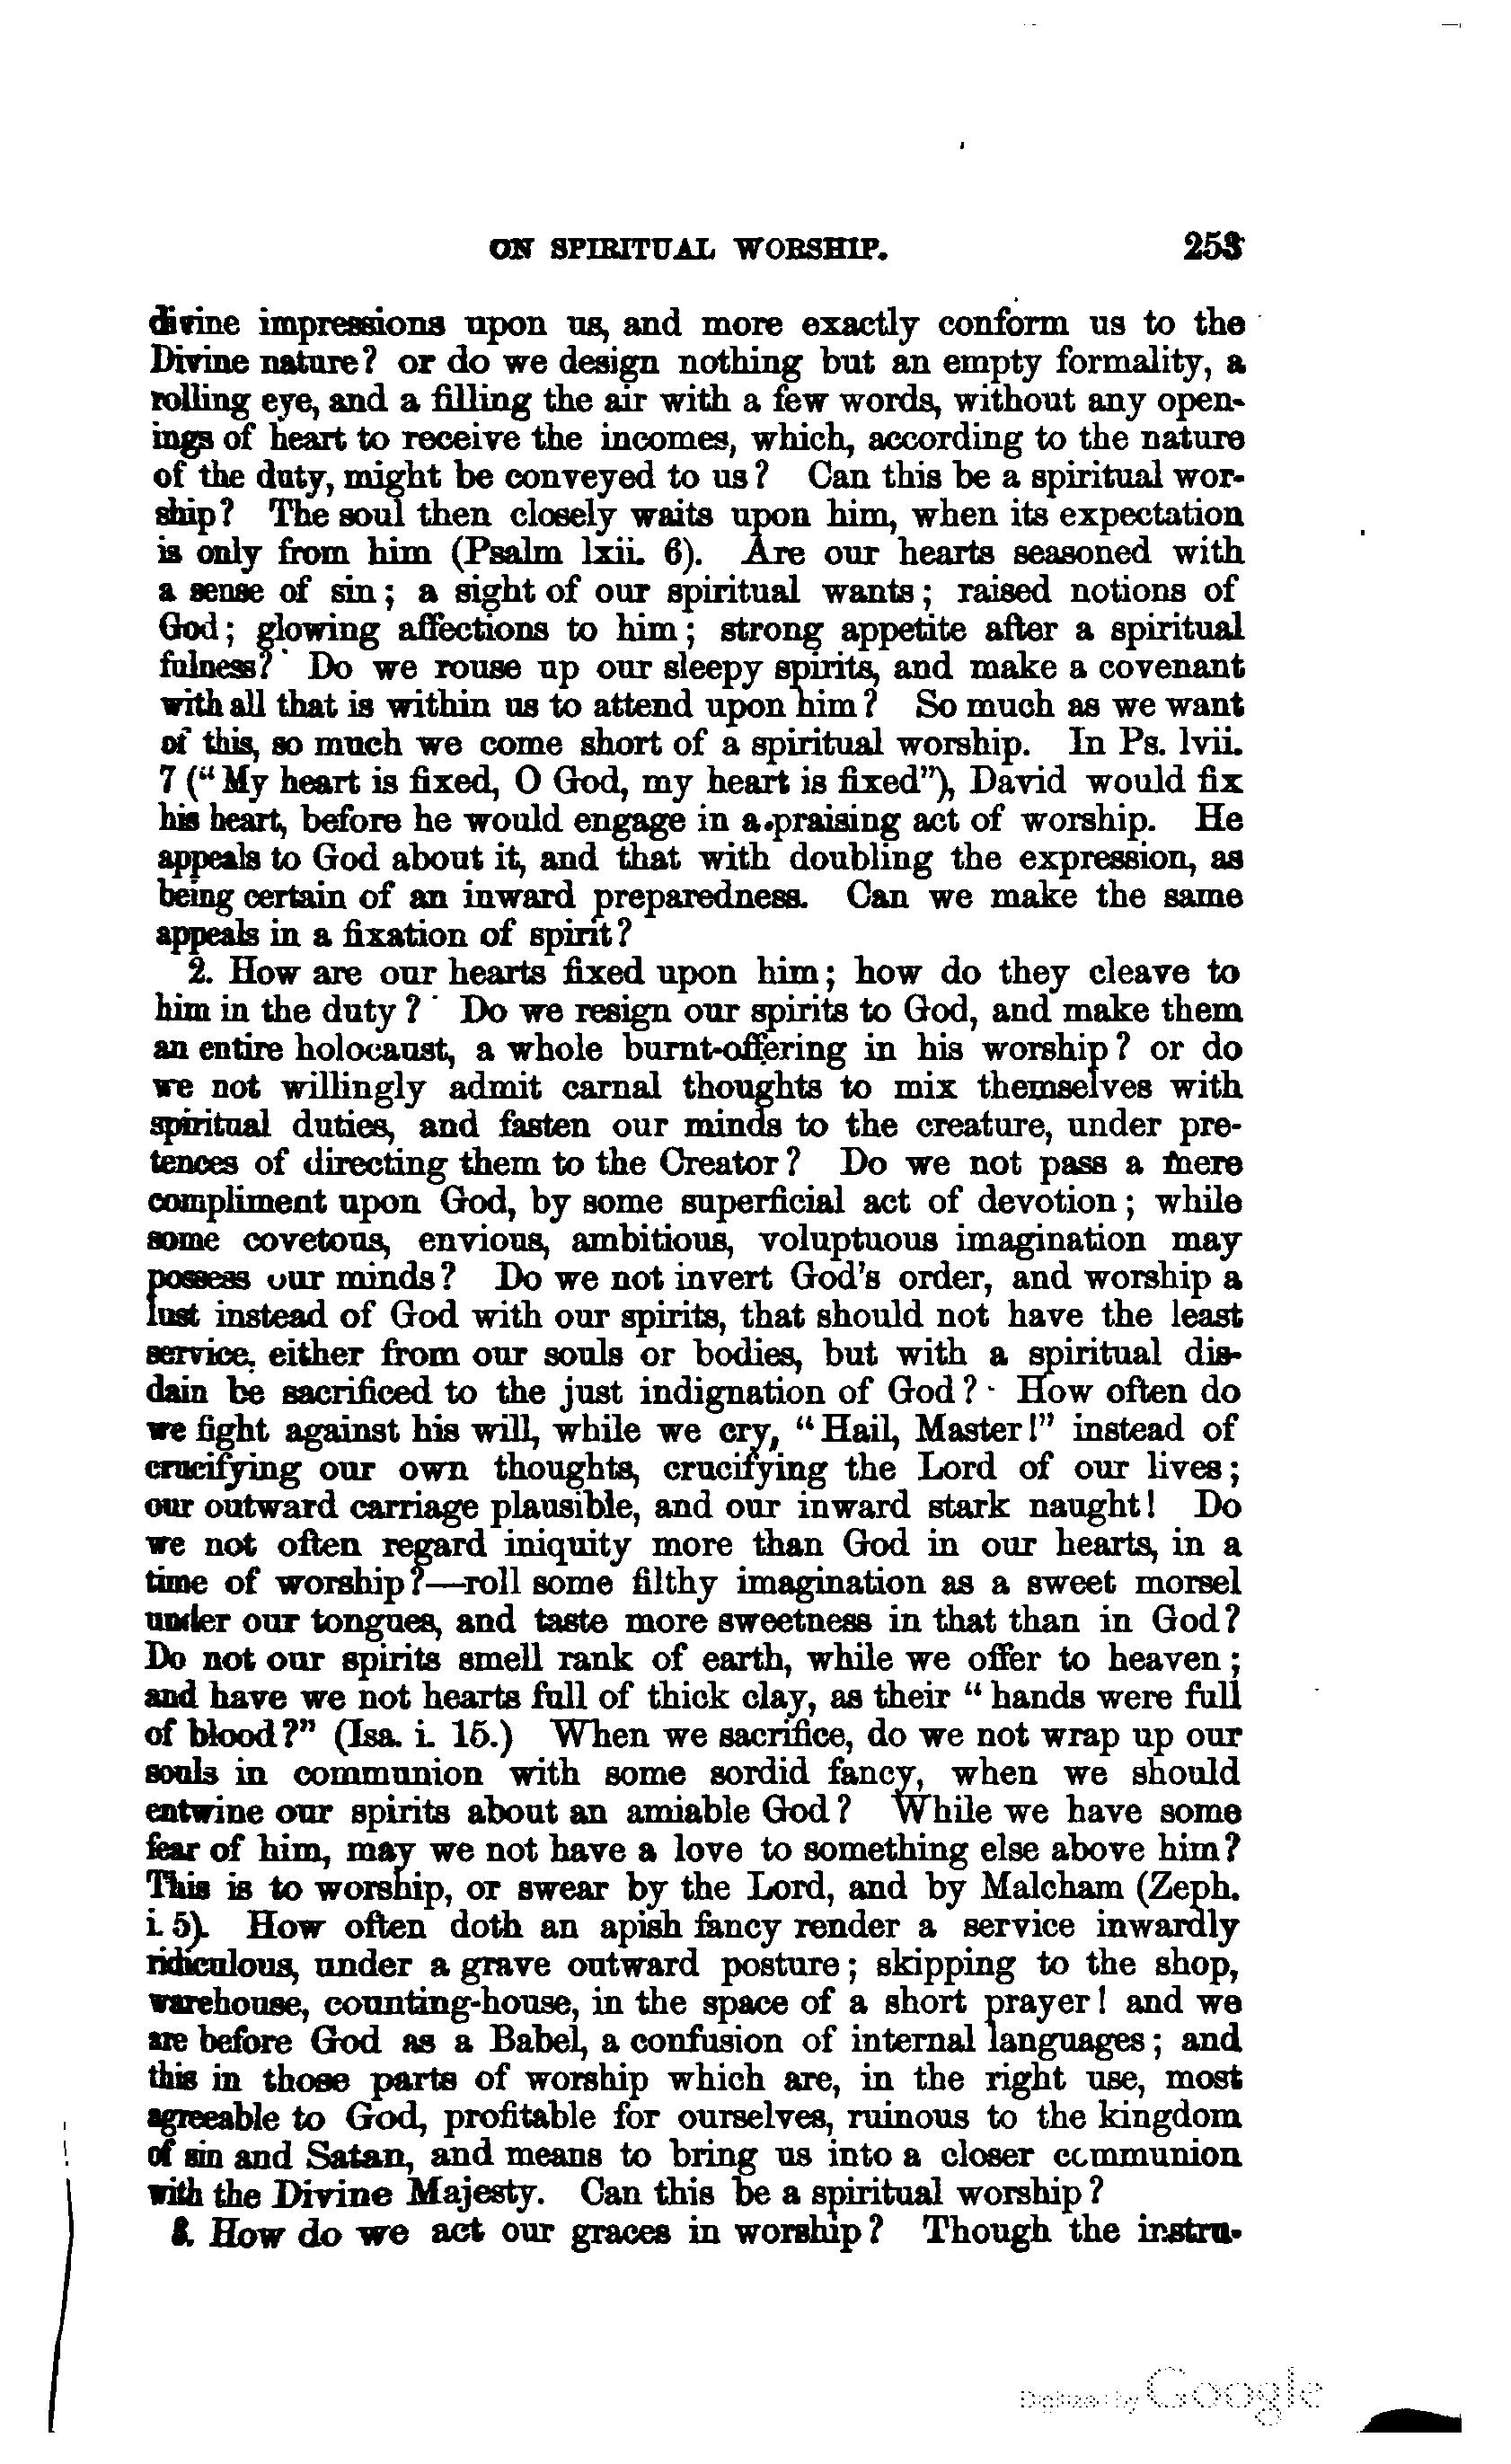 ON SPIRITUAL WORSHIP. 253
divine impressions upon us, and more exactly conform us to the
Divine nature? or do we design nothing but an empty formality, a
rolling eye, and a filling the air with a few words, without any open-
ings of heart to receive the incomes, which, according to the nature
of the duty, might be conveyed to us? Can this be a spiritual wor-
ship? The soul then closely waits upon him, when its expectation
is only from him (Psalm lxii. 6). Are our hearts seasoned with
a sense of sin; a sight of our spiritual wants; raised notions of
God; glowing affections to him; strong appetite after a spiritual
fulness? Do we rouse up our sleepy spirits, and make a covenant
with all that is within us to attend upon him? So much as we want
of this, so much we come short of a spiritual worship. In Ps. lvii.
7 ("My heart is fixed, O God, my heart is fixed"), David would fix
his heart, before he would engage in a praising act of worship. He
appeals to God about it, and that with doubling the expression, as
being certain of an inward preparedness. Can we make the same
appeals in a fixation of spirit?
2. How are our hearts fixed upon him; how do they cleave to
him in the duty? Do we resign our spirits to God, and make them
an entire holocaust, a whole burnt-offering in his worship? or do
we not willingly admit carnal thoughts to mix themselves with
spiritual duties, and fasten our minds to the creature, under pre-
tences of directing them to the Creator? Do we not pass a mere
compliment upon God, by some superficial act of devotion; while
some covetous, envious, ambitious, voluptuous imagination may
possess our minds? Do we not invert God's order, and worship a
lust instead of God with our spirits, that should not have the least
service, either from our souls or bodies, but with a spiritual dis-
dain be sacrificed to the just indignation of God? How often do
we fight against his will, while we cry, "Hail, Master!" instead of
crucifying our own thoughts, crucifying the Lord of our lives;
our outward carriage plausible, and our inward stark naught! Do
we not often regard iniquity more than God in our hearts, in a
time of worship?—roll some filthy imagination as a sweet morsel
under our tongues, and taste more sweetness in that than in God?
Do not our spirits smell rank of earth, while we offer to heaven;
and have we not hearts full of thick clay, as their "hands were full
of blood?" (Isa. i. 15.) When we sacrifice, do we not wrap up our
souls in communion with some sordid fancy, when we should
entwine our spirits about an amiable God? While we have some
fear of him, may we not have a love to something else above him?
This is to worship, or swear by the Lord, and by Malcham (Zeph.
i. 5). How often doth an apish fancy render a service inwardly
ridiculous, under a grave outward posture; skipping to the shop,
warehouse, counting-house, in the space of a short prayer! and we
are before God as a Babel, a confusion of internal languages; and
this in those parts of worship which are, in the right use, most
agreeable to God, profitable for ourselves, ruinous to the kingdom
of sin and Satan, and means to bring us into a closer communion
with the Divine Majesty. Can this be a spiritual worship?
3. How do we act our graces in worship? Though the instru-
Digitized by Google